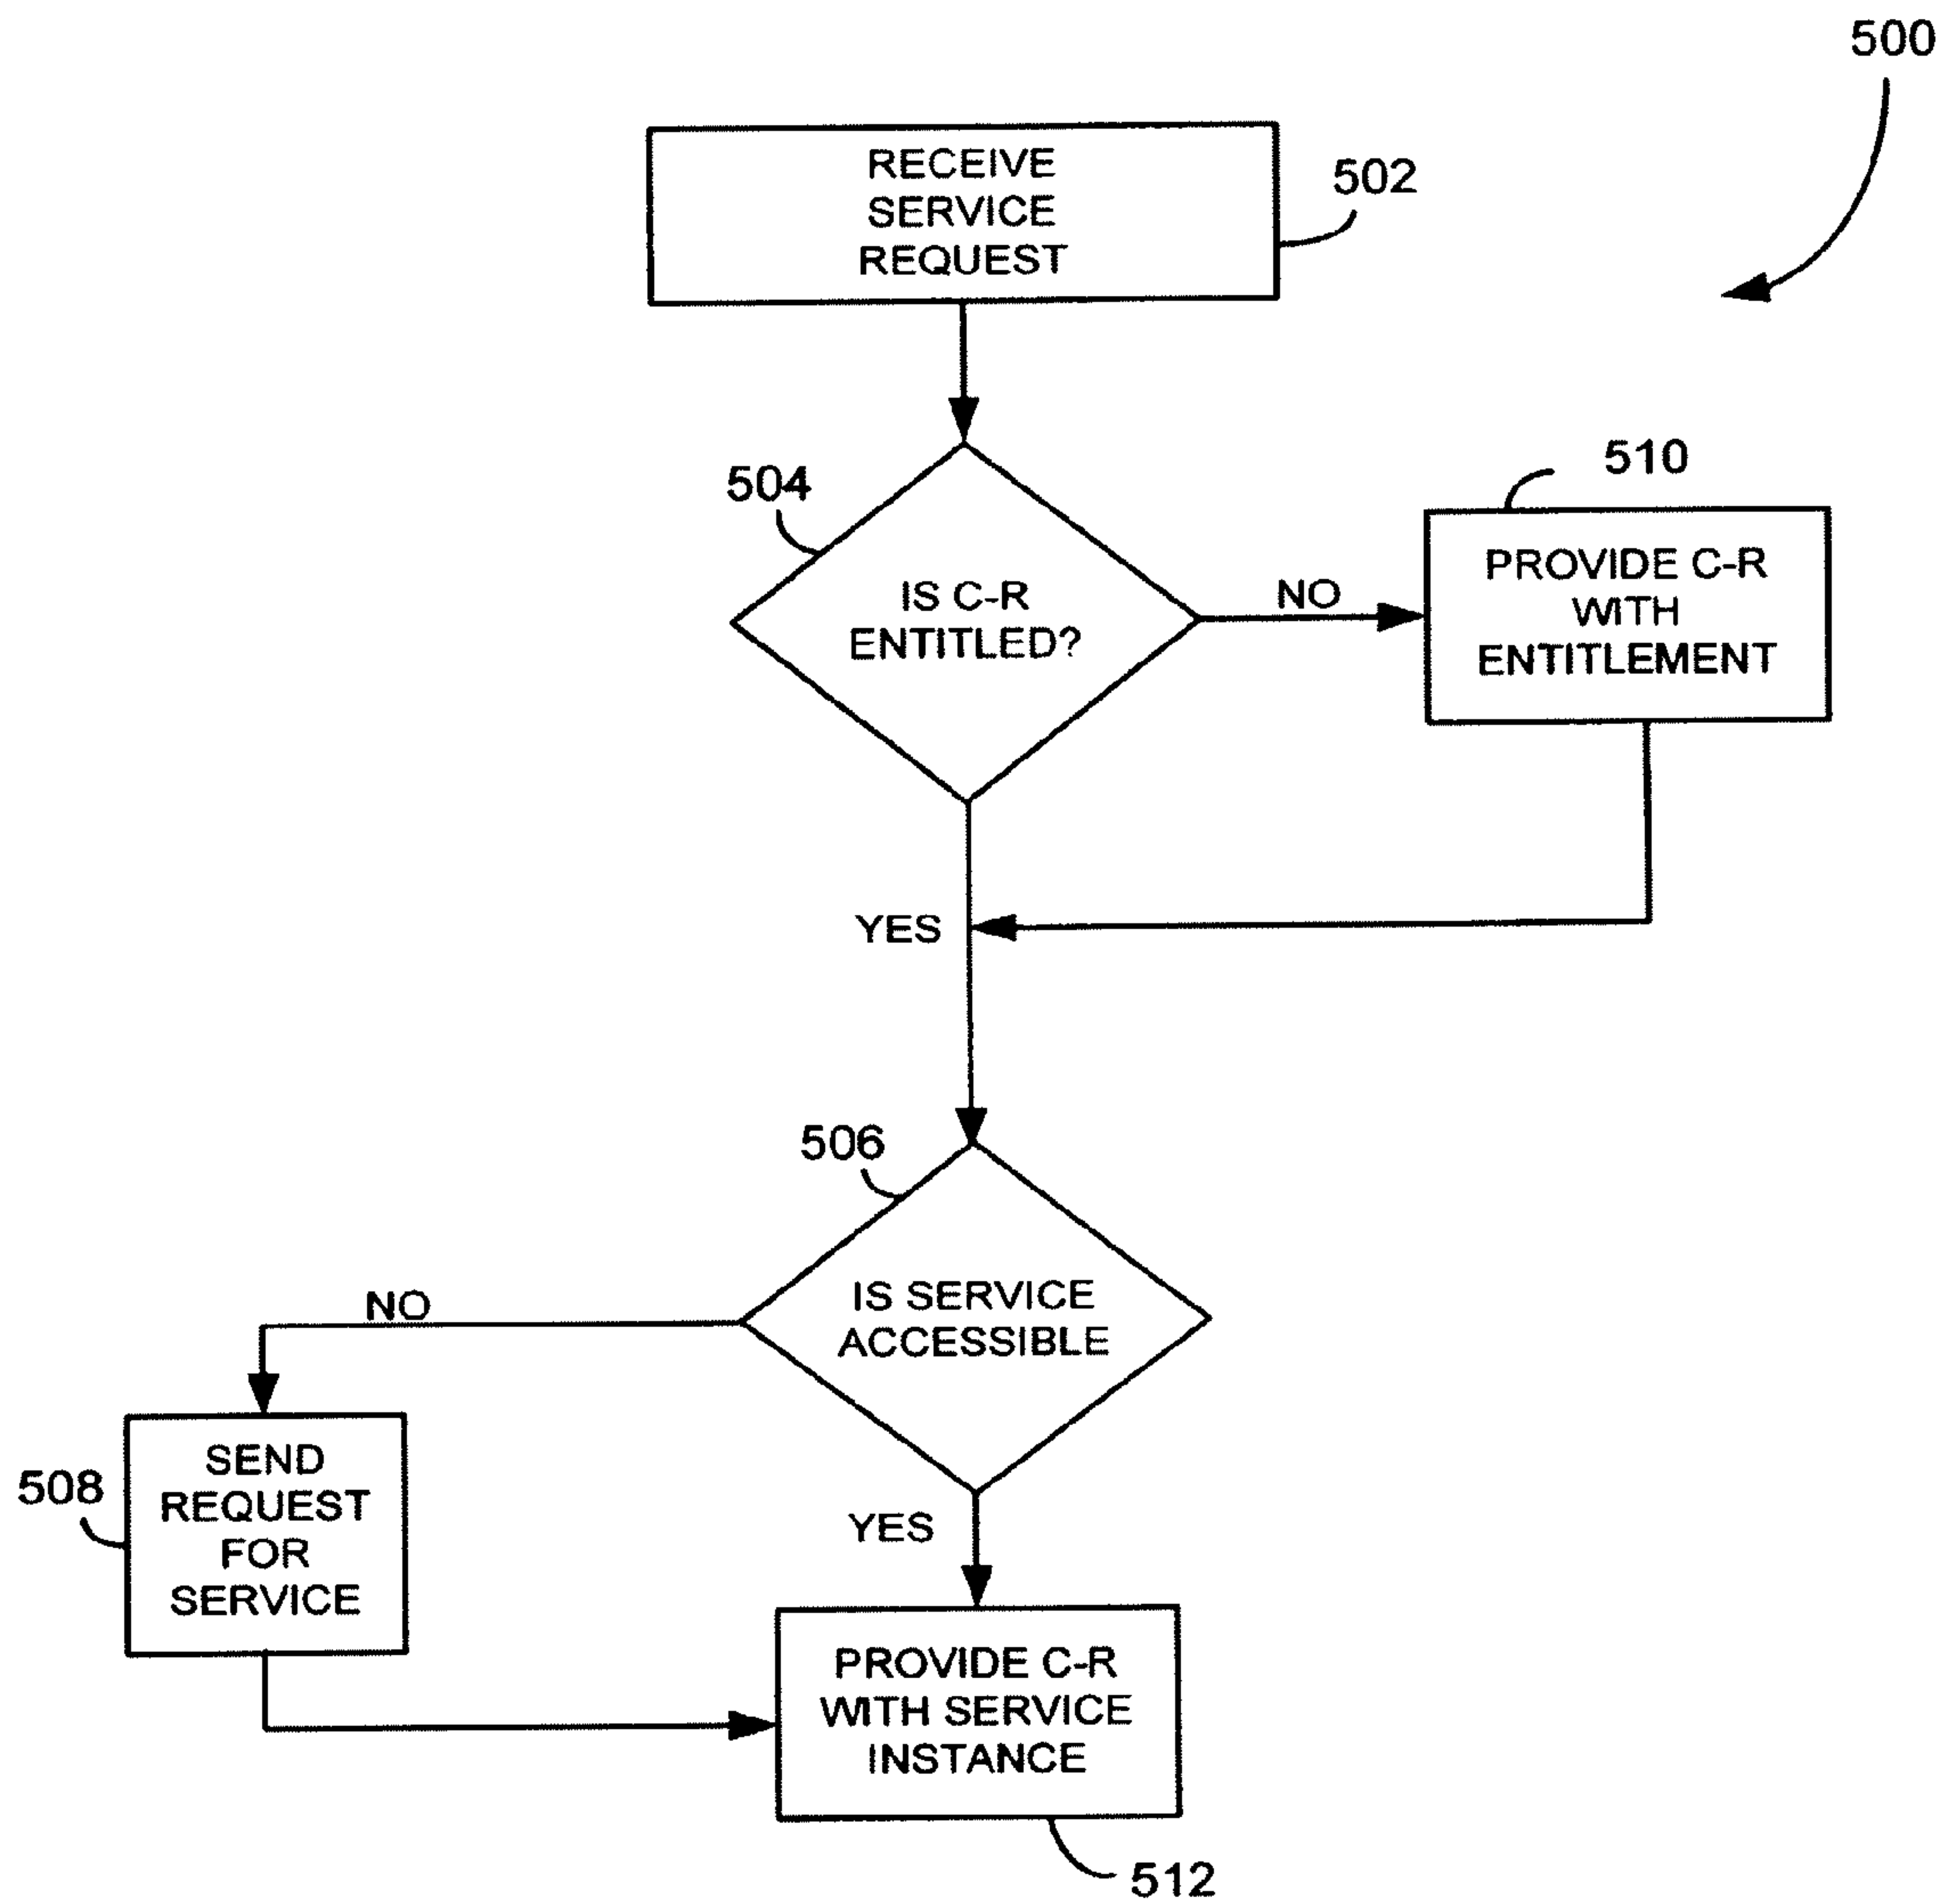 500
RECEIVE
SERVICE
REQUEST
502
504
IS C-R
ENTITLED?
NO
510
PROVIDE C-R
WITH
ENTITLEMENT
YES
506
IS SERVICE
ACCESSIBLE
NO
508
SEND
REQUEST
FOR
SERVICE
YES
PROVIDE C-R
WITH SERVICE
INSTANCE
512